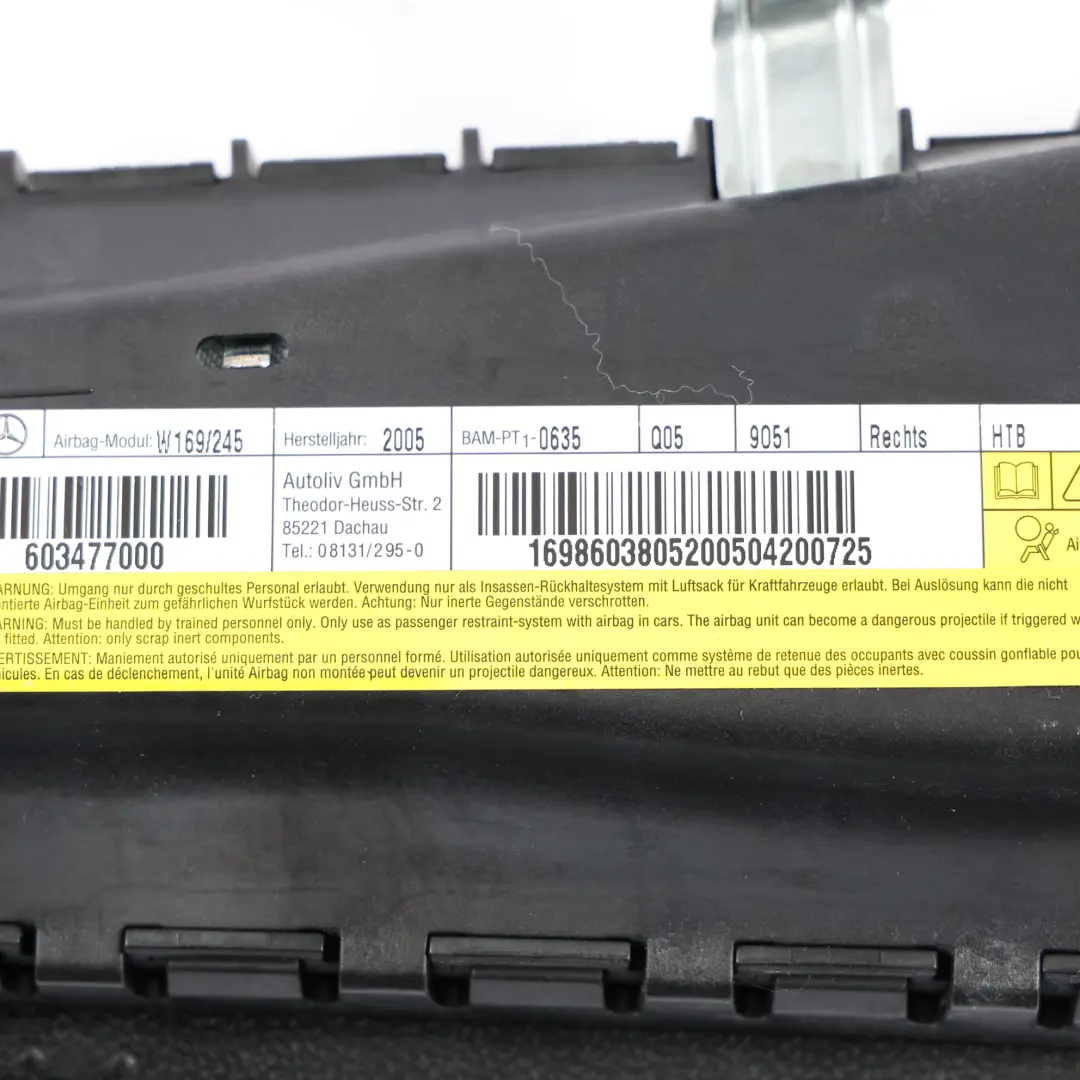 Airbag-Modul: W169/245
Herstelljahr: 2005
BAM-PT1-0635
Q05
9051
Rechts
HTB
603477000
Autoliv GmbH
Theodor-Heuss-Str. 2
85221 Dachau
Tel.: 08131/295-0
1698603805200504200725
ARNUNG: Umgang nur durch geschultes Personal erlaubt. Verwendung nur als Insassen-Rückhaltesystem mit Luftsack für Kraftfahrzeuge erlaubt. Bei Auslösung kann die nicht
ontierte Airbag-Einheit zum gefährlichen Wurfstück werden. Achtung: Nur inerte Gegenstände verschrotten.
ARNING: Must be handled by trained personnel only. Only use as passenger restraint-system with airbag in cars. The airbag unit can become a dangerous projectile if triggered w
fitted. Attention: only scrap inert components.
ERTISSEMENT: Maniement autorisé uniquement par un personnel formé. Utilisation autorisée uniquement comme système de retenue des occupants avec coussin gonflable pou
icules. En cas de déclenchement, l'unité Airbag non montée peut devenir un projectile dangereux. Attention: Ne mettre au rebut que des pièces inertes.